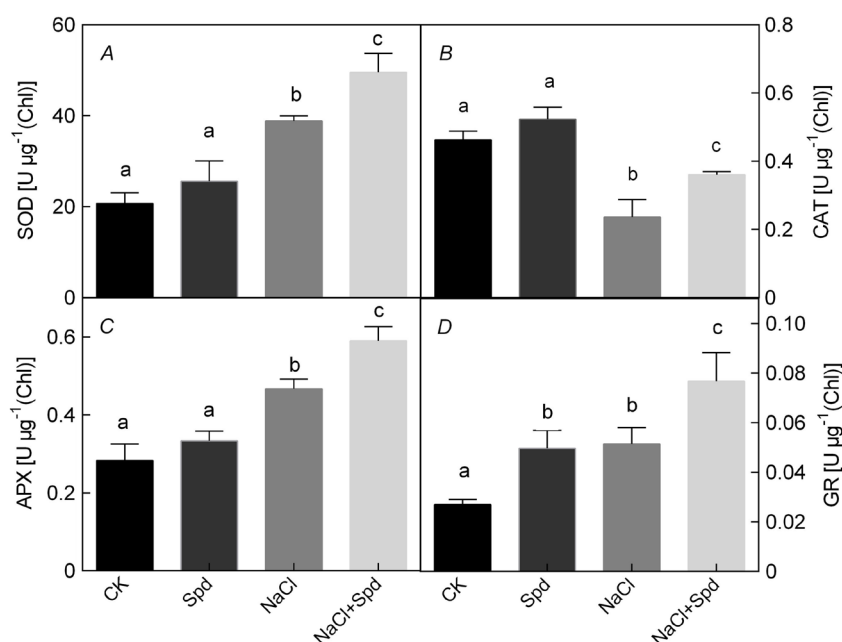 60
40
20
0
SOD [U µg⁻¹(Chl)]
A
a
a
b
c
B
a
a
b
c
0.8
0.6
0.4
0.2
0
CAT [U µg⁻¹(Chl)]
0.6
0.4
0.2
0
APX [U µg⁻¹(Chl)]
C
a
a
b
c
D
a
b
b
c
0.10
0.08
0.06
0.04
0.02
0
GR [U µg⁻¹(Chl)]
CK
Spd
NaCl
NaCl+Spd
CK
Spd
NaCl
NaCl+Spd